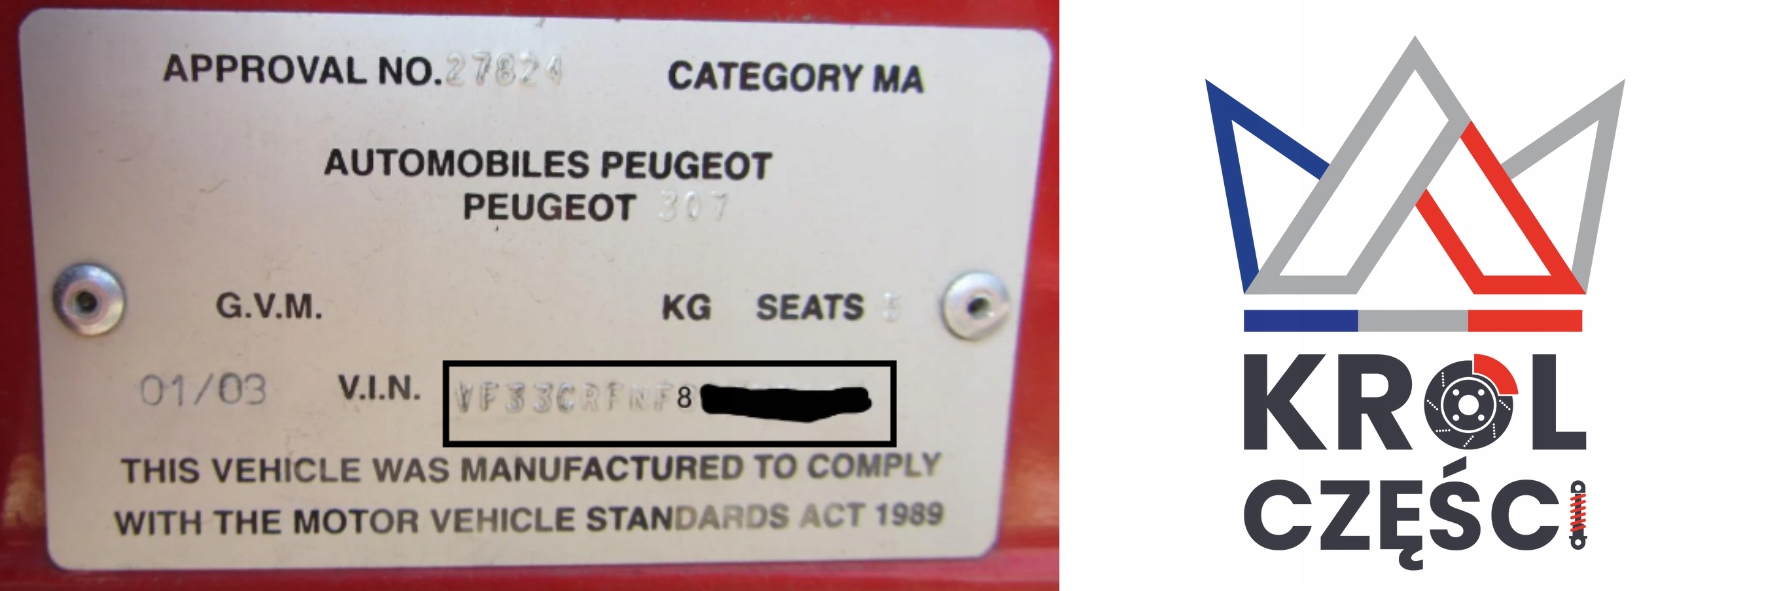 APPROVAL NO. 27824 CATEGORY MA
AUTOMOBILES PEUGEOT
PEUGEOT 307
G.V.M. KG SEATS 5
01/03 V.I.N. VF33CRFNF8
THIS VEHICLE WAS MANUFACTURED TO COMPLY
WITH THE MOTOR VEHICLE STANDARDS ACT 1989
KROL
CZĘŚCi